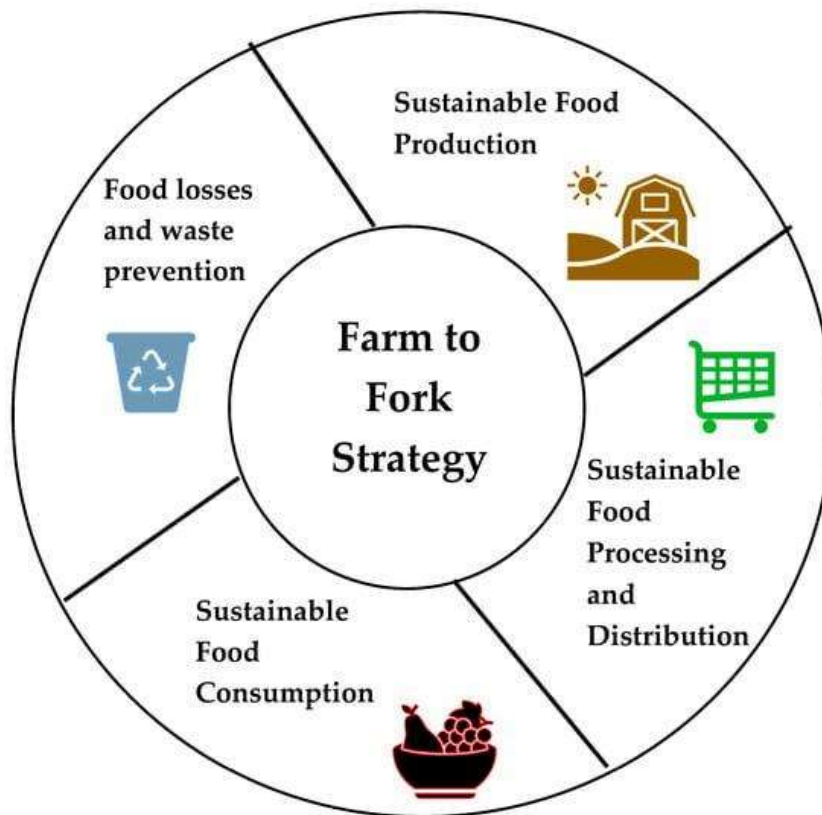 Sustainable Food
Production
Food losses
and waste
prevention
Farm to
Fork
Strategy
Sustainable
Food
Processing
and
Distribution
Sustainable
Food
Consumption